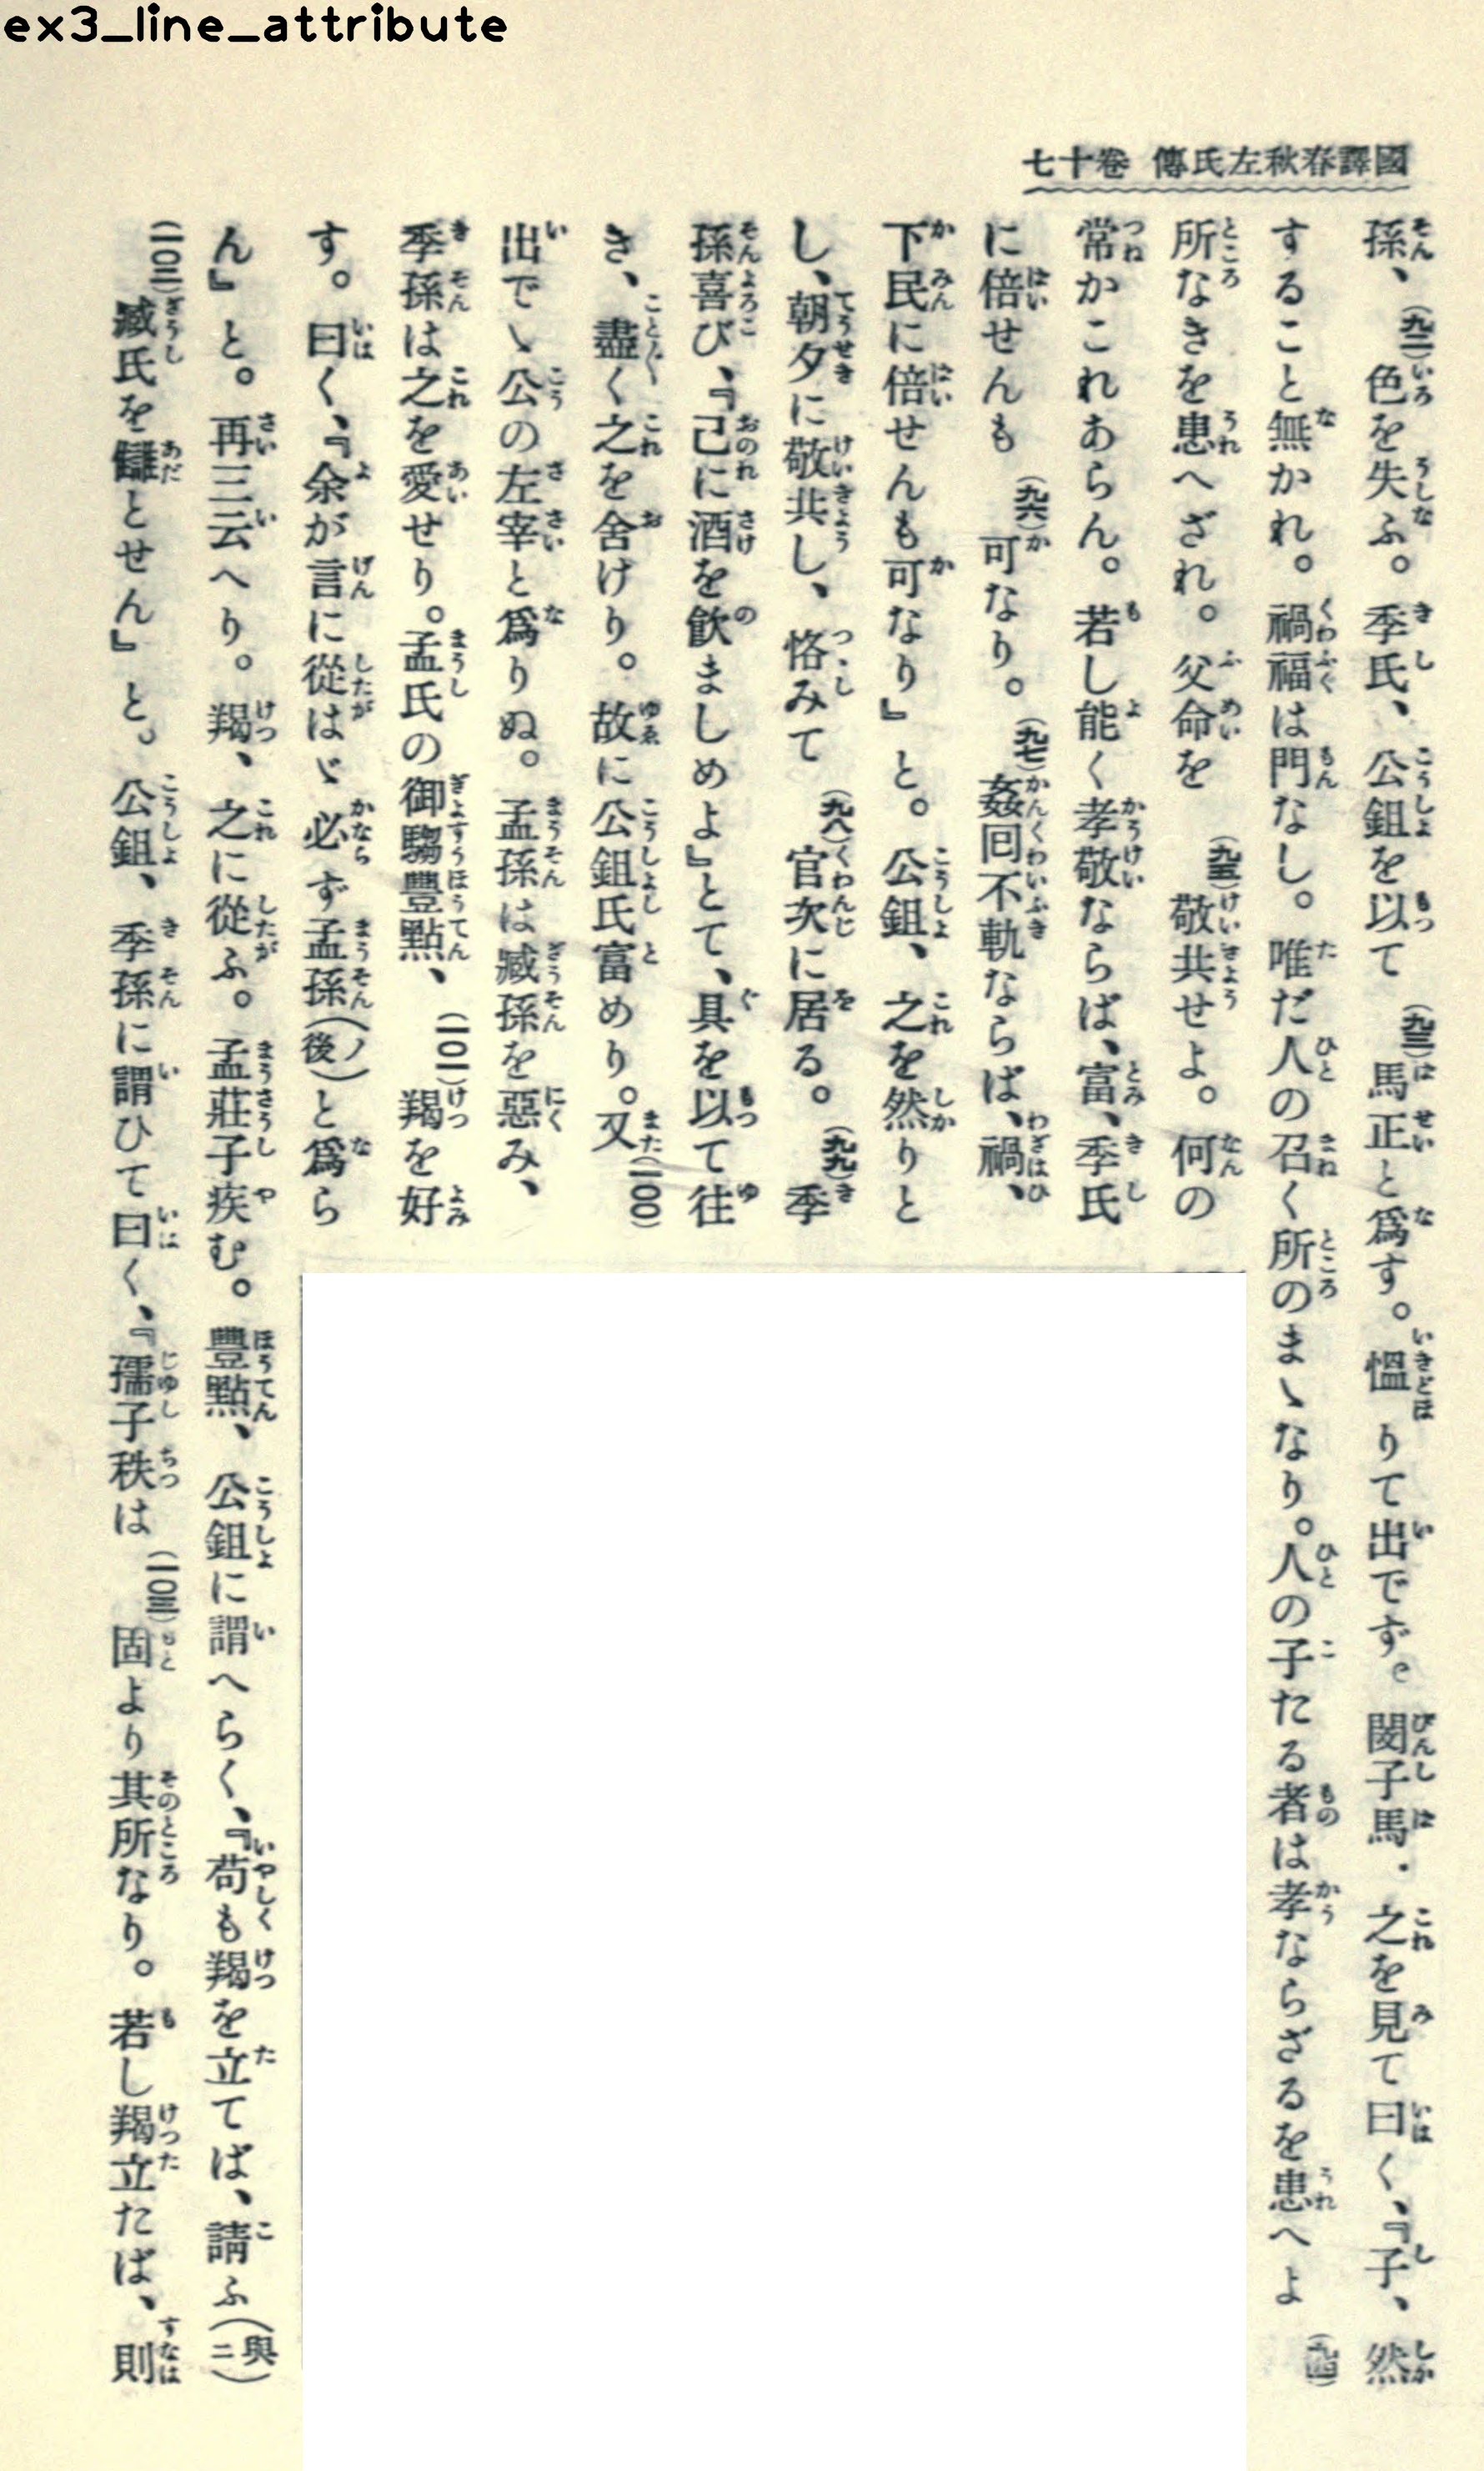 ex3_line_attribute
國譯春秋左氏傳 卷十七
孫、(九二)色を失ふ。季氏、公鉏を以て(九三)馬正と爲す。慍りて出でず。閔子馬・之を見て曰く、『子、然
すること無かれ。禍福は門なし。唯だ人の召く所のまゝなり。人の子たる者は孝ならざるを患へよ(九四)
所なきを患へざれ。父命を(九五)敬共せよ。何の
常かこれあらん。若し能く孝敬ならば、富、季氏
に倍せんも(九六)可なり。(九七)姦回不軌ならば、禍、
下民に倍せんも可なり』と。公鉏、之を然りと
し、朝夕に敬共し、恪みて(九八)官次に居る。(九九)季
孫喜び、『己に酒を飮ましめよ』とて、具を以て往
き、盡く之を舍けり。故に公鉏氏富めり。又(一〇〇)
出でゝ公の左宰と爲りぬ。孟孫は臧孫を惡み、
季孫は之を愛せり。孟氏の御騶豐點、(一〇一)羯を好
す。曰く、『余が言に從はゞ必ず孟孫(ノ後)と爲ら
ん』と。再三云へり。羯、之に從ふ。孟莊子疾む。豐點、公鉏に謂へらく、『苟も羯を立てば、請ふ(與ニ)
(一〇二)臧氏を讎とせん』と。公鉏、季孫に謂ひて曰く、『孺子秩は(一〇三)固より其所なり。若し羯立たば、則